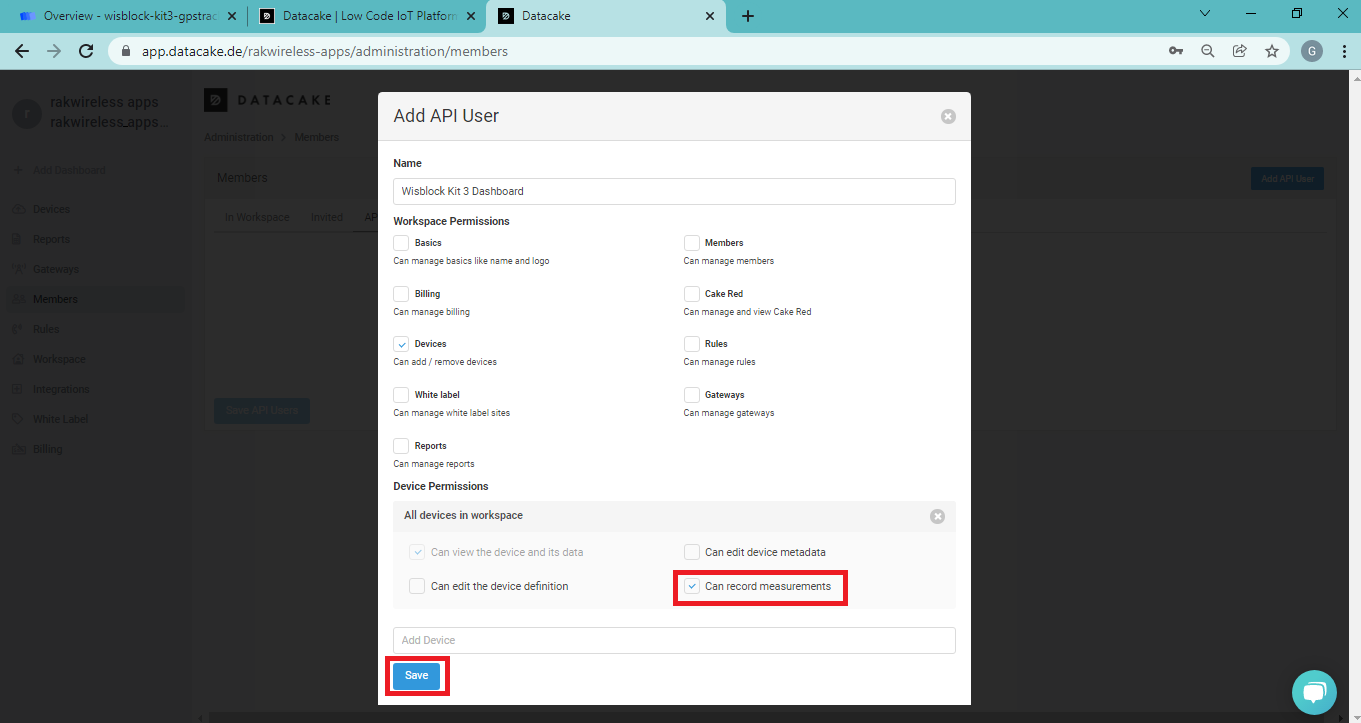 Overview - wisblock-kit3-gpstrac
Datacake | Low Code IoT Platform
Datacake
app.datacake.de/rakwireless-apps/administration/members
G
r
rakwireless apps
rakwireless_apps...
DATACAKE
Administration > Members
Add Dashboard
Devices
Reports
Gateways
Members
Rules
Workspace
Integrations
White Label
Billing
Members
Add API User
In Workspace
Invited
AP
Save API Users
Add API User
Name
Wisblock Kit 3 Dashboard
Workspace Permissions
Basics
Can manage basics like name and logo
Members
Can manage members
Billing
Can manage billing
Cake Red
Can manage and view Cake Red
Devices
Can add / remove devices
Rules
Can manage rules
White label
Can manage white label sites
Gateways
Can manage gateways
Reports
Can manage reports
Device Permissions
All devices in workspace
Can view the device and its data
Can edit device metadata
Can edit the device definition
Can record measurements
Add Device
Save